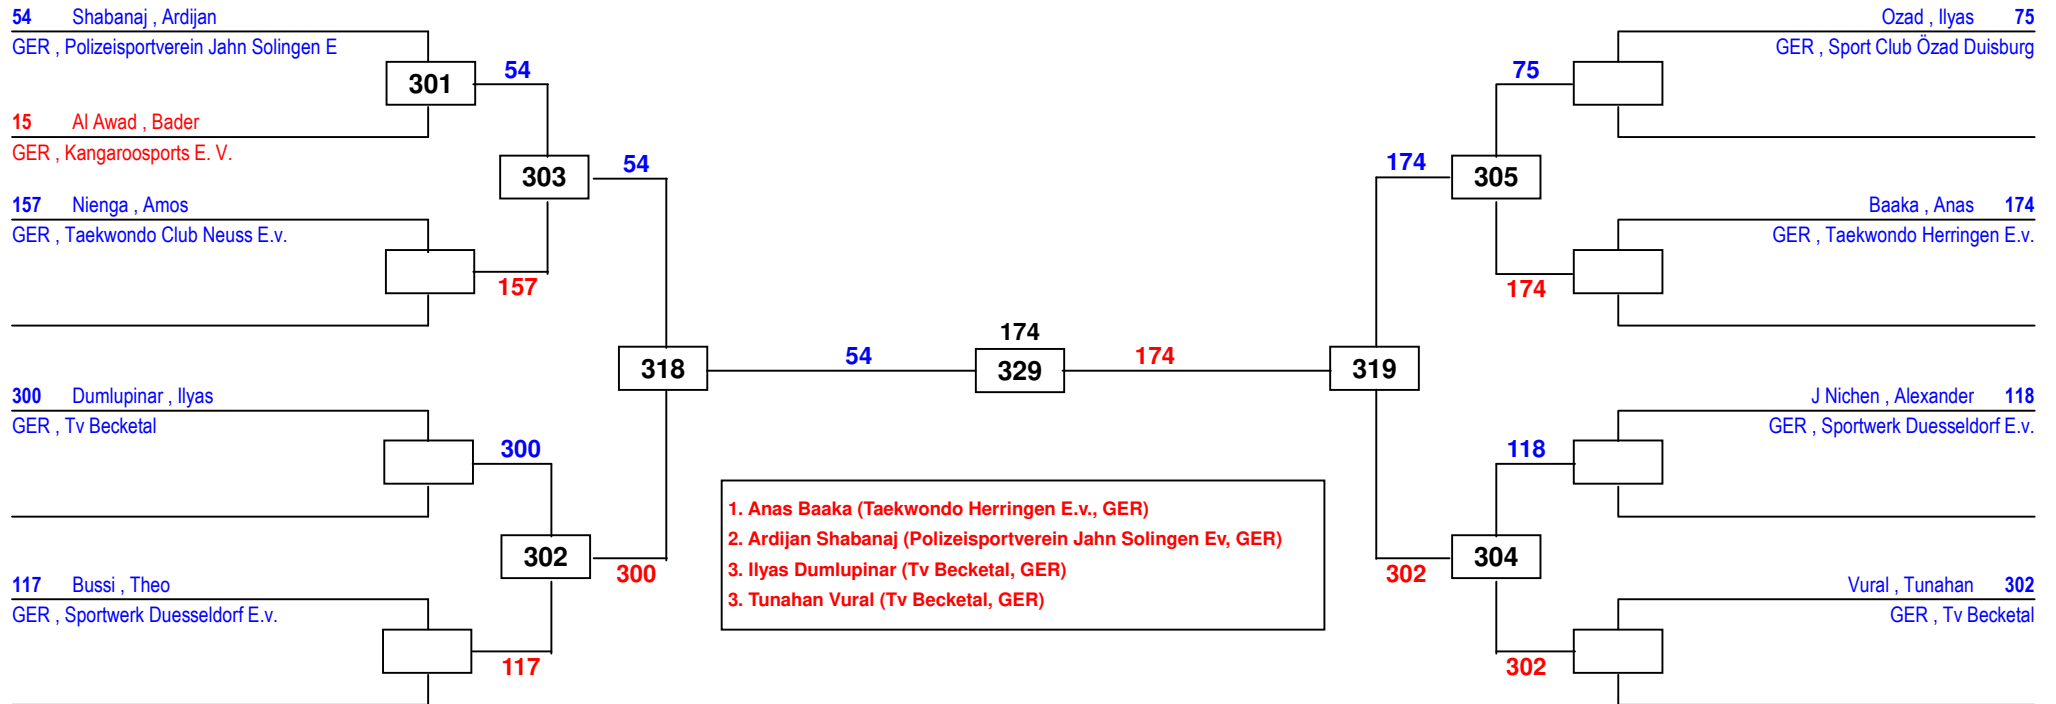 54 Shabanaj , Ardijan
GER , Polizeisportverein Jahn Solingen E
301
54
15 Al Awad , Bader
GER , Kangaroosports E. V.
303
54
157 Nienga , Amos
GER , Taekwondo Club Neuss E.v.
157
318
54
300 Dumlupinar , Ilyas
GER , Tv Becketal
300
302
300
117 Bussi , Theo
GER , Sportwerk Duesseldorf E.v.
117
174
329
174
1. Anas Baaka (Taekwondo Herringen E.v., GER)
2. Ardijan Shabanaj (Polizeisportverein Jahn Solingen Ev, GER)
3. Ilyas Dumlupinar (Tv Becketal, GER)
3. Tunahan Vural (Tv Becketal, GER)
Ozad , Ilyas 75
GER , Sport Club Özad Duisburg
75
174
305
Baaka , Anas 174
GER , Taekwondo Herringen E.v.
174
319
J Nichen , Alexander 118
GER , Sportwerk Duesseldorf E.v.
118
304
302
Vural , Tunahan 302
GER , Tv Becketal
302